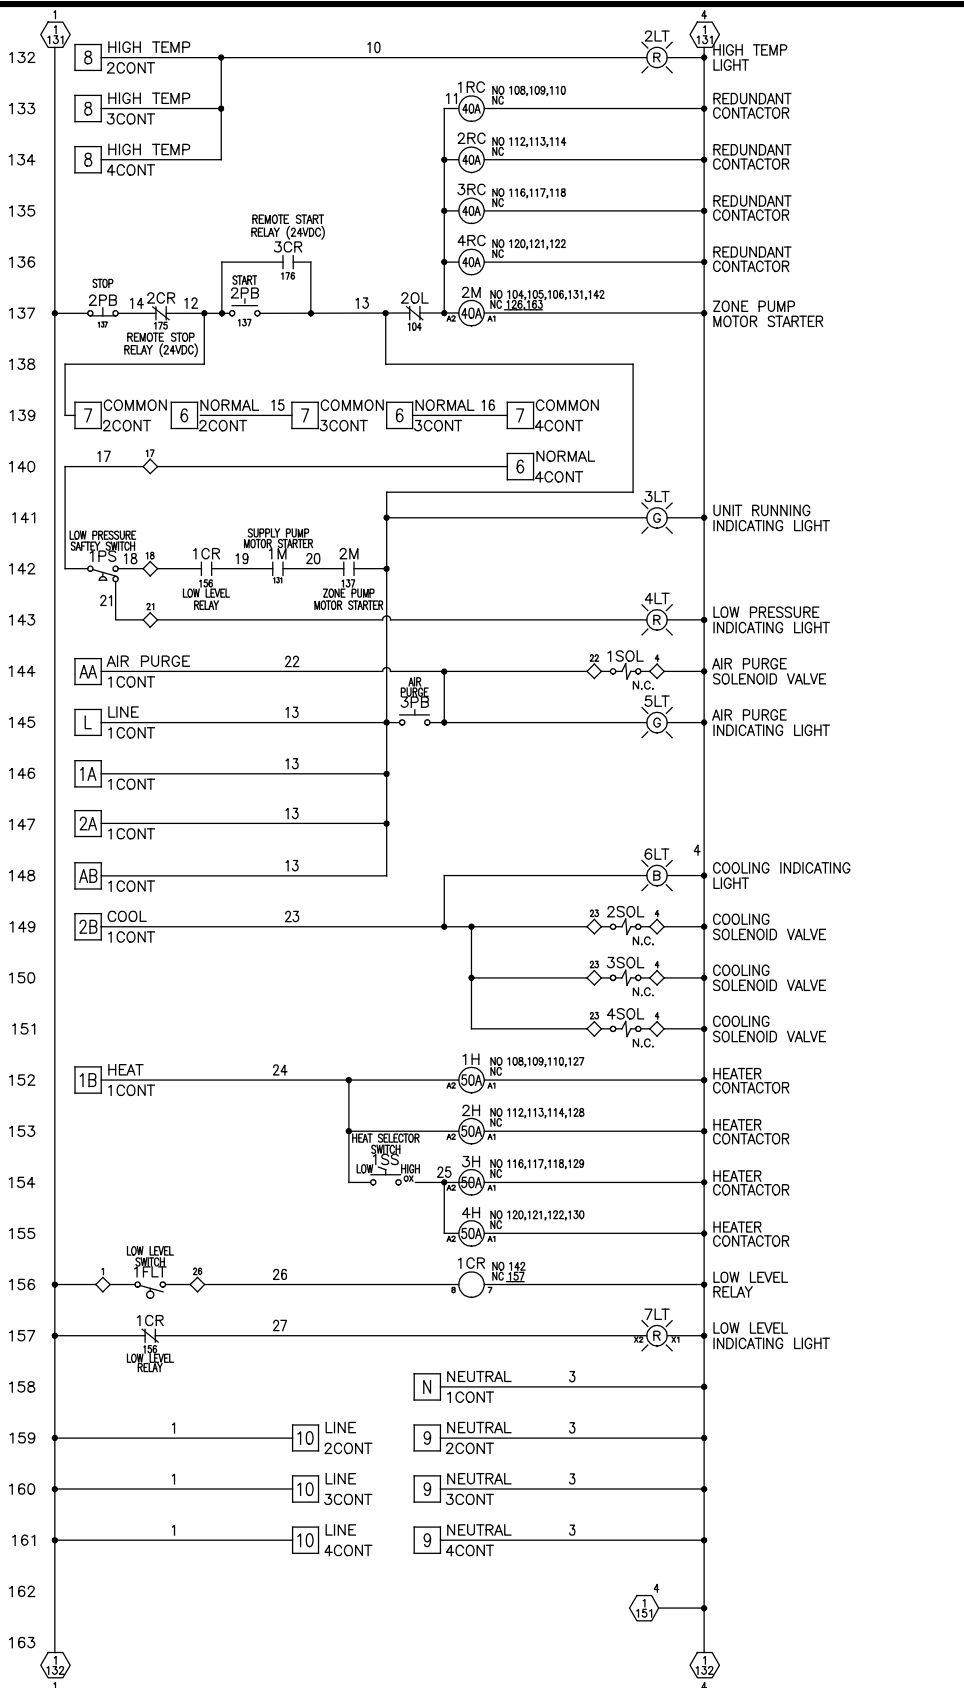 1 4
1 131 1 131
132 8 HIGH TEMP 2CONT 10 2LT R HIGH TEMP LIGHT
133 8 HIGH TEMP 3CONT 11 1RC 40A NO 108,109,110 NC REDUNDANT CONTACTOR
134 8 HIGH TEMP 4CONT 2RC 40A NO 112,113,114 NC REDUNDANT CONTACTOR
135 3RC 40A NO 116,117,118 NC REDUNDANT CONTACTOR
REMOTE START
RELAY (24VDC)
136 3CR 176 4RC 40A NO 120,121,122 NC REDUNDANT CONTACTOR
STOP START
137 2PB 137 14 2CR 175 12 2PB 137 13 2OL 104 2M A2 40A A1 NO 104,105,106,131,142 NC 126,163 ZONE PUMP MOTOR STARTER
REMOTE STOP
RELAY (24VDC)
138
139 7 COMMON 2CONT 6 NORMAL 2CONT 15 7 COMMON 3CONT 6 NORMAL 3CONT 16 7 COMMON 4CONT
140 17 17 6 NORMAL 4CONT
141 3LT G UNIT RUNNING INDICATING LIGHT
LOW PRESSURE
SAFTEY SWITCH
SUPPLY PUMP
MOTOR STARTER
142 1PS 18 18 1CR 156 19 1M 131 20 2M 137
LOW LEVEL
RELAY
ZONE PUMP
MOTOR STARTER
143 21 21 4LT R LOW PRESSURE INDICATING LIGHT
144 AA AIR PURGE 1CONT 22 22 1SOL 4 N.C. AIR PURGE SOLENOID VALVE
AIR
PURGE
145 L LINE 1CONT 13 3PB 5LT G AIR PURGE INDICATING LIGHT
146 1A 1CONT 13
147 2A 1CONT 13
148 AB 1CONT 13 6LT B 4 COOLING INDICATING LIGHT
149 2B COOL 1CONT 23 23 2SOL 4 N.C. COOLING SOLENOID VALVE
150 23 3SOL 4 N.C. COOLING SOLENOID VALVE
151 23 4SOL 4 N.C. COOLING SOLENOID VALVE
152 1B HEAT 1CONT 24 1H A2 50A A1 NO 108,109,110,127 NC HEATER CONTACTOR
153 2H A2 50A A1 NO 112,113,114,128 NC HEATER CONTACTOR
HEAT SELECTOR
SWITCH
154 LOW 1SS HIGH OX 25 3H A2 50A A1 NO 116,117,118,129 NC HEATER CONTACTOR
155 4H A2 50A A1 NO 120,121,122,130 NC HEATER CONTACTOR
LOW LEVEL
SWITCH
156 1 1FLT 26 26 1CR 8 7 NO 142 NC 157 LOW LEVEL RELAY
157 1CR 156 27 7LT X2 R X1 LOW LEVEL INDICATING LIGHT
LOW LEVEL
RELAY
158 N NEUTRAL 1CONT 3
159 1 10 LINE 2CONT 9 NEUTRAL 2CONT 3
160 1 10 LINE 3CONT 9 NEUTRAL 3CONT 3
161 1 10 LINE 4CONT 9 NEUTRAL 4CONT 3
162 4 1 151
163
1 132 1 132
1 4